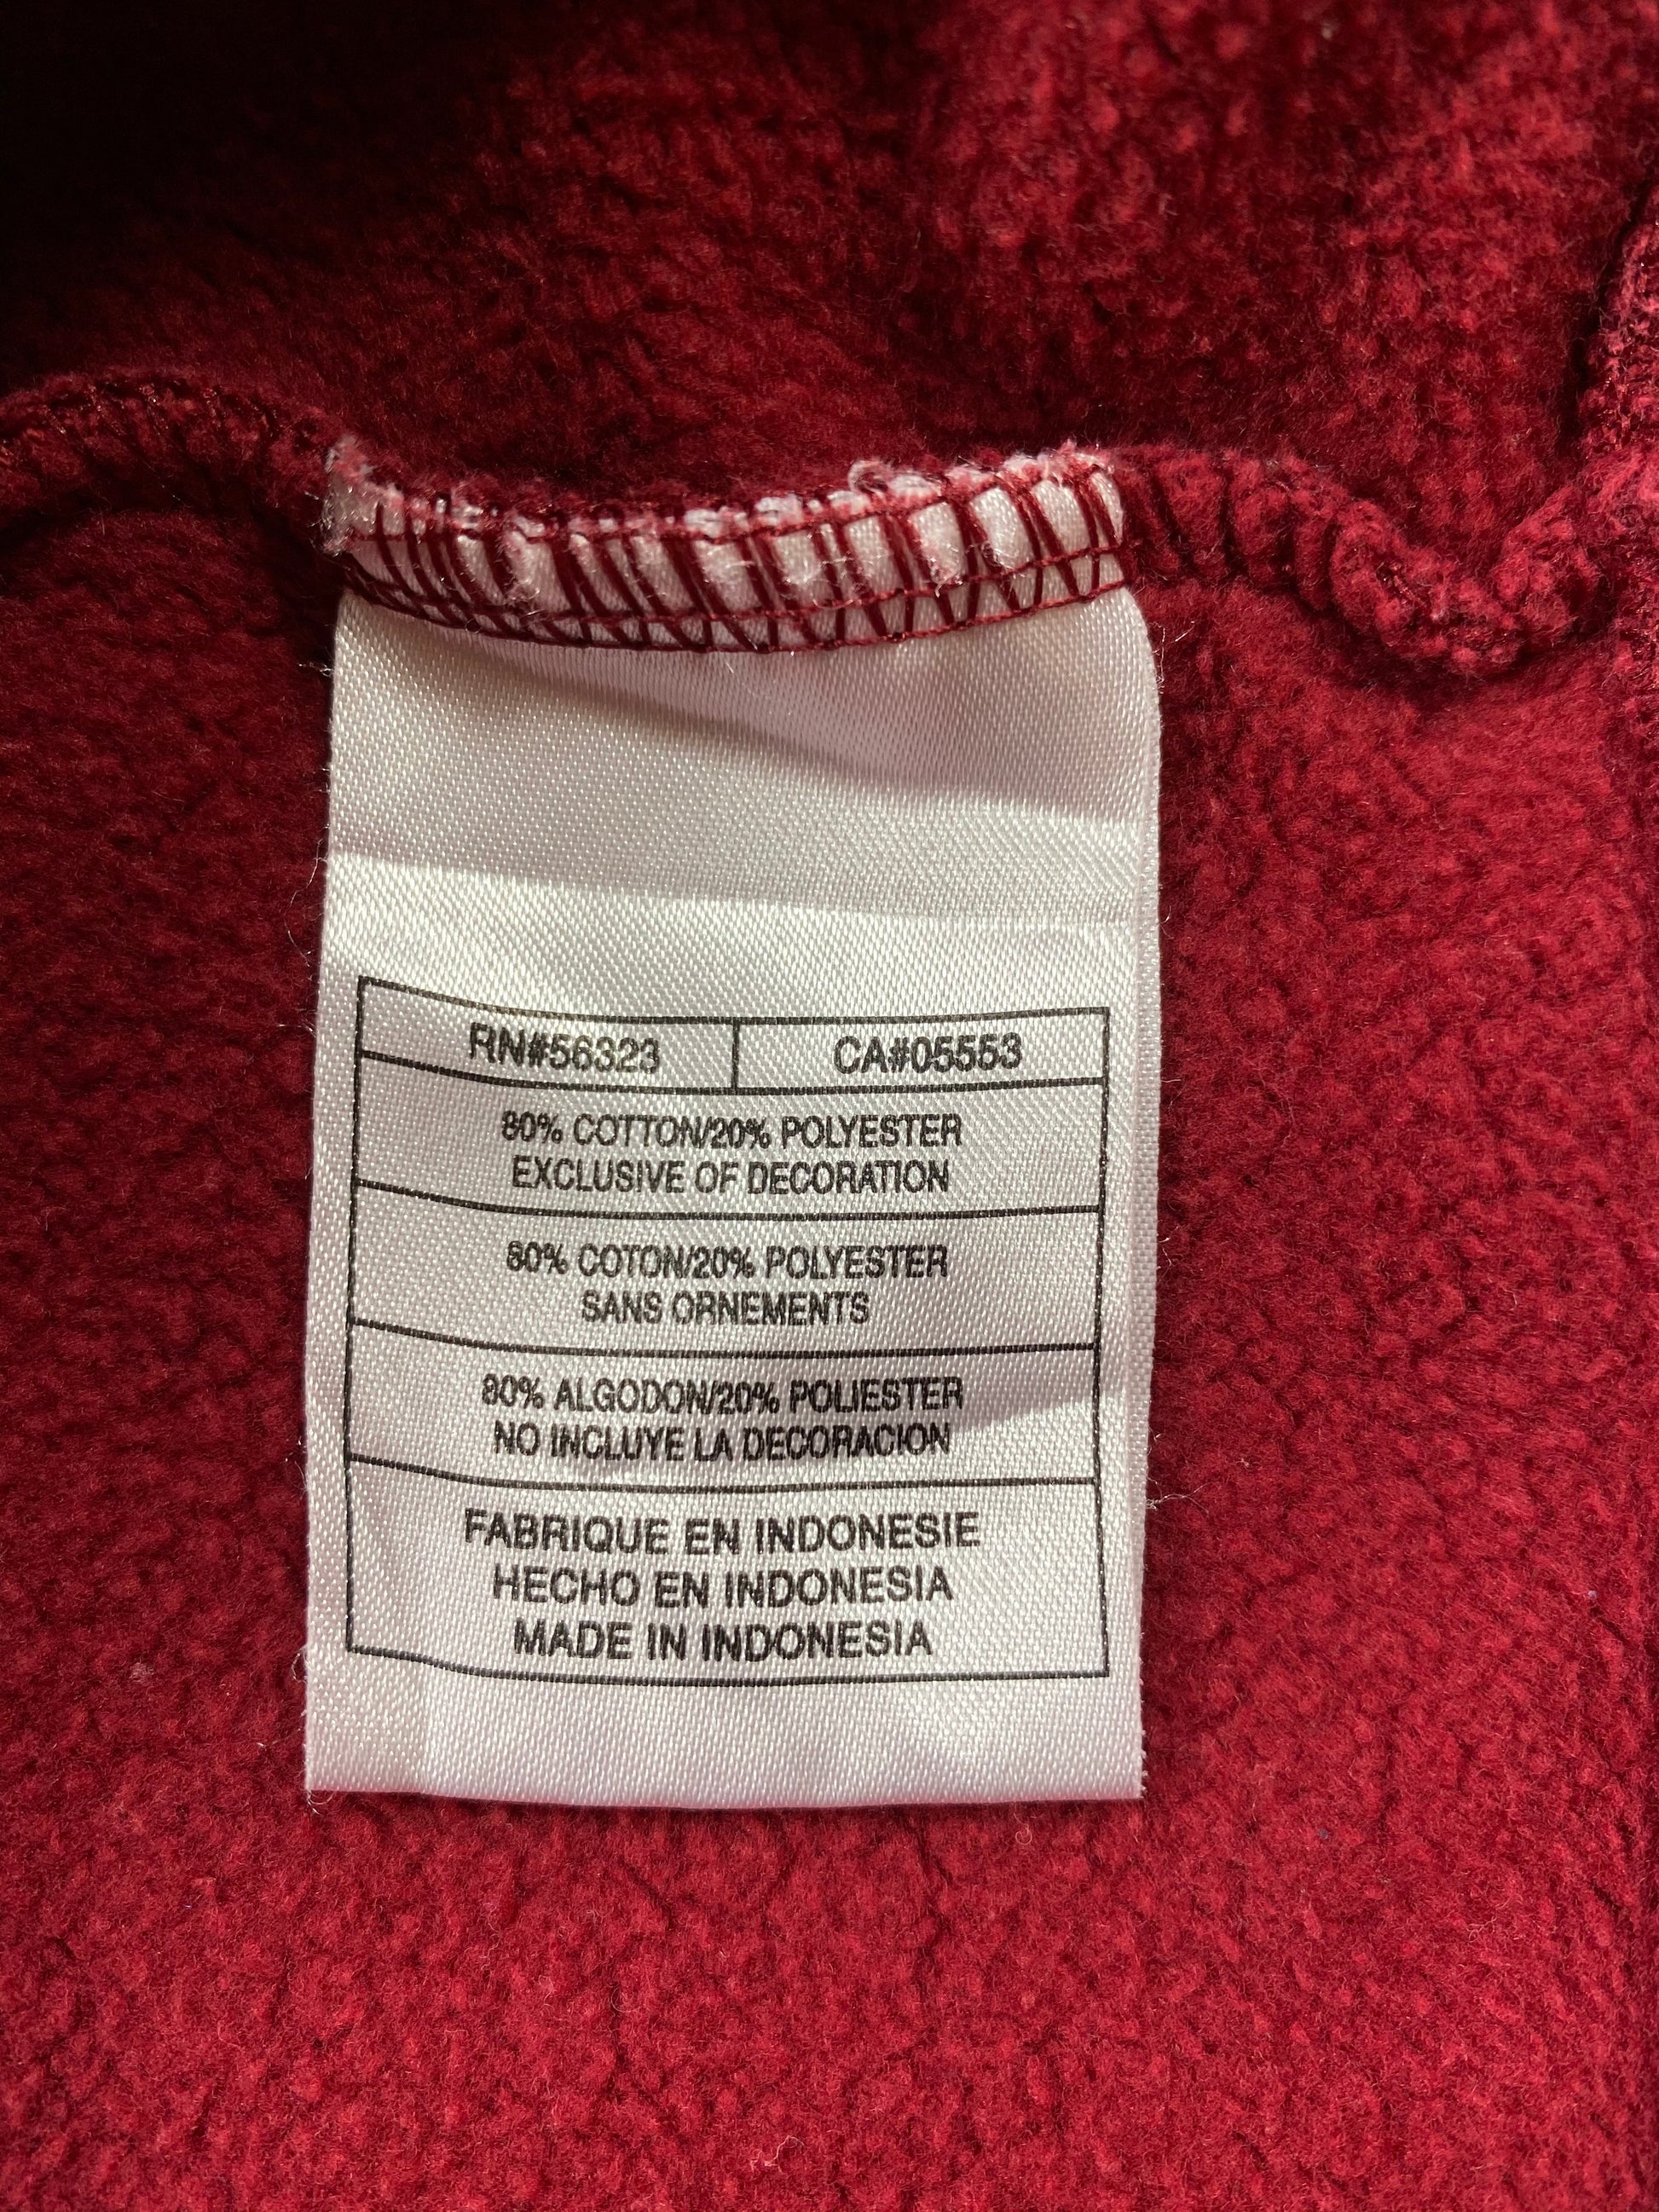 RN#56323 CA#05553
80% COTTON/20% POLYESTER
EXCLUSIVE OF DECORATION
80% COTON/20% POLYESTER
SANS ORNEMENTS
80% ALGODON/20% POLIESTER
NO INCLUYE LA DECORACION
FABRIQUE EN INDONESIE
HECHO EN INDONESIA
MADE IN INDONESIA